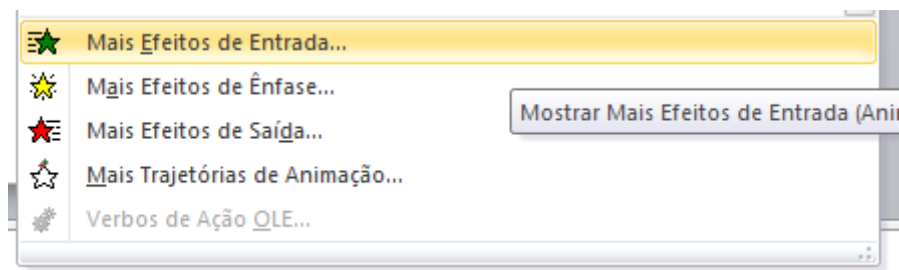 Mais Efeitos de Entrada...
Mais Efeitos de Ênfase...
Mostrar Mais Efeitos de Entrada
Mais Efeitos de Saída...
Mais Trajetórias de Animação...
Verbos de Ação OLE...